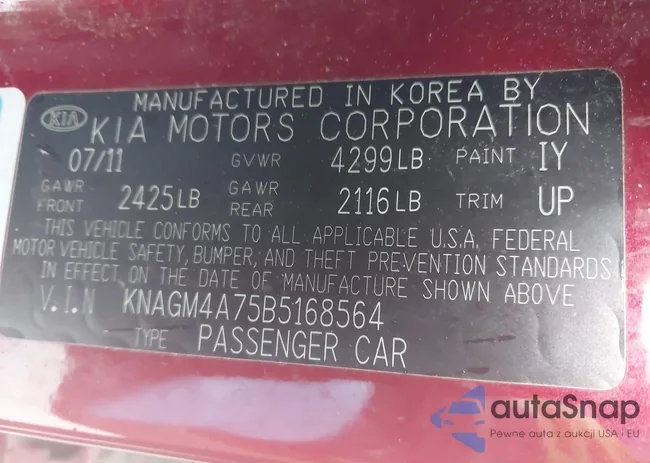 MANUFACTURED IN KOREA BY
KIA KIA MOTORS CORPORATION
07/11 GVWR 4299LB PAINT IY
GAWR FRONT 2425LB GAWR REAR 2116LB TRIM UP
THIS VEHICLE CONFORMS TO ALL APPLICABLE U.S.A. FEDERAL
MOTOR VEHICLE SAFETY, BUMPER, AND THEFT PREVENTION STANDARDS
IN EFFECT ON THE DATE OF MANUFACTURE SHOWN ABOVE
V.I.N KNAGM4A75B5168564
TYPE PASSENGER CAR
autaSnap
Pewne auta z aukcji USA i EU